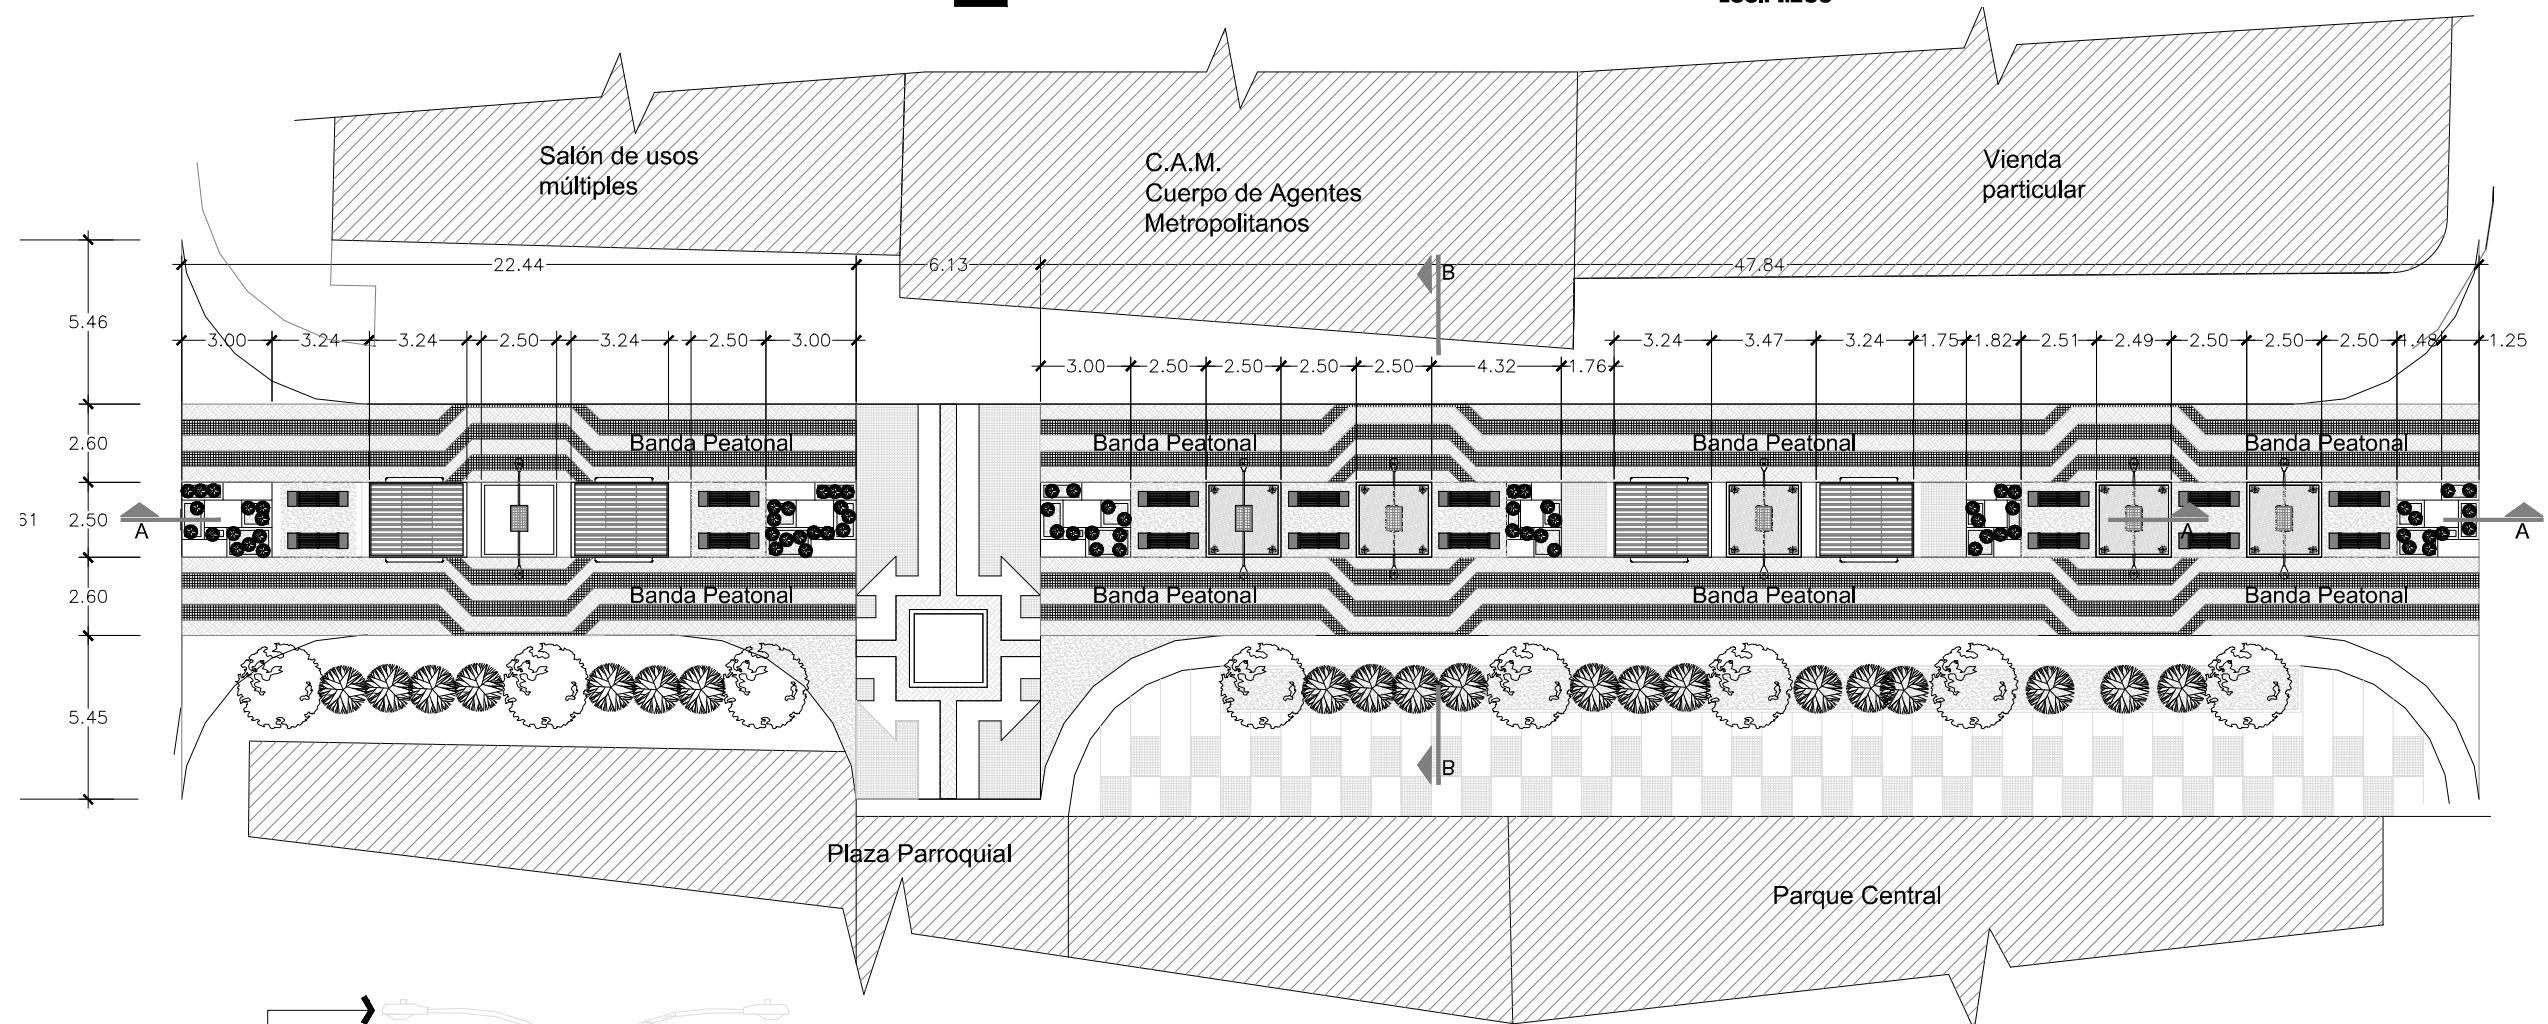 Salón de usos
múltiples
C.A.M.
Cuerpo de Agentes
Metropolitanos
Vienda
particular
22.44
6.13
B
47.84
5.46
3.00 3.24 3.24 2.50 3.24 2.50 3.00
3.24 3.47 3.24 1.75 1.82 2.51 2.49 2.50 2.50 2.50 1.48 1.25
3.00 2.50 2.50 2.50 2.50 4.32 1.76
2.60
Banda Peatonal
Banda Peatonal
Banda Peatonal
Banda Peatonal
61
2.50
A
A
A
2.60
Banda Peatonal
Banda Peatonal
Banda Peatonal
Banda Peatonal
5.45
B
Plaza Parroquial
Parque Central